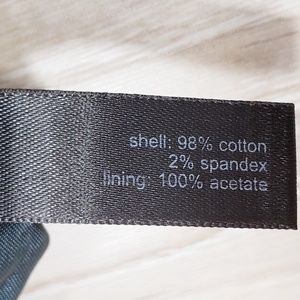 shell: 98% cotton
2% spandex
lining: 100% acetate